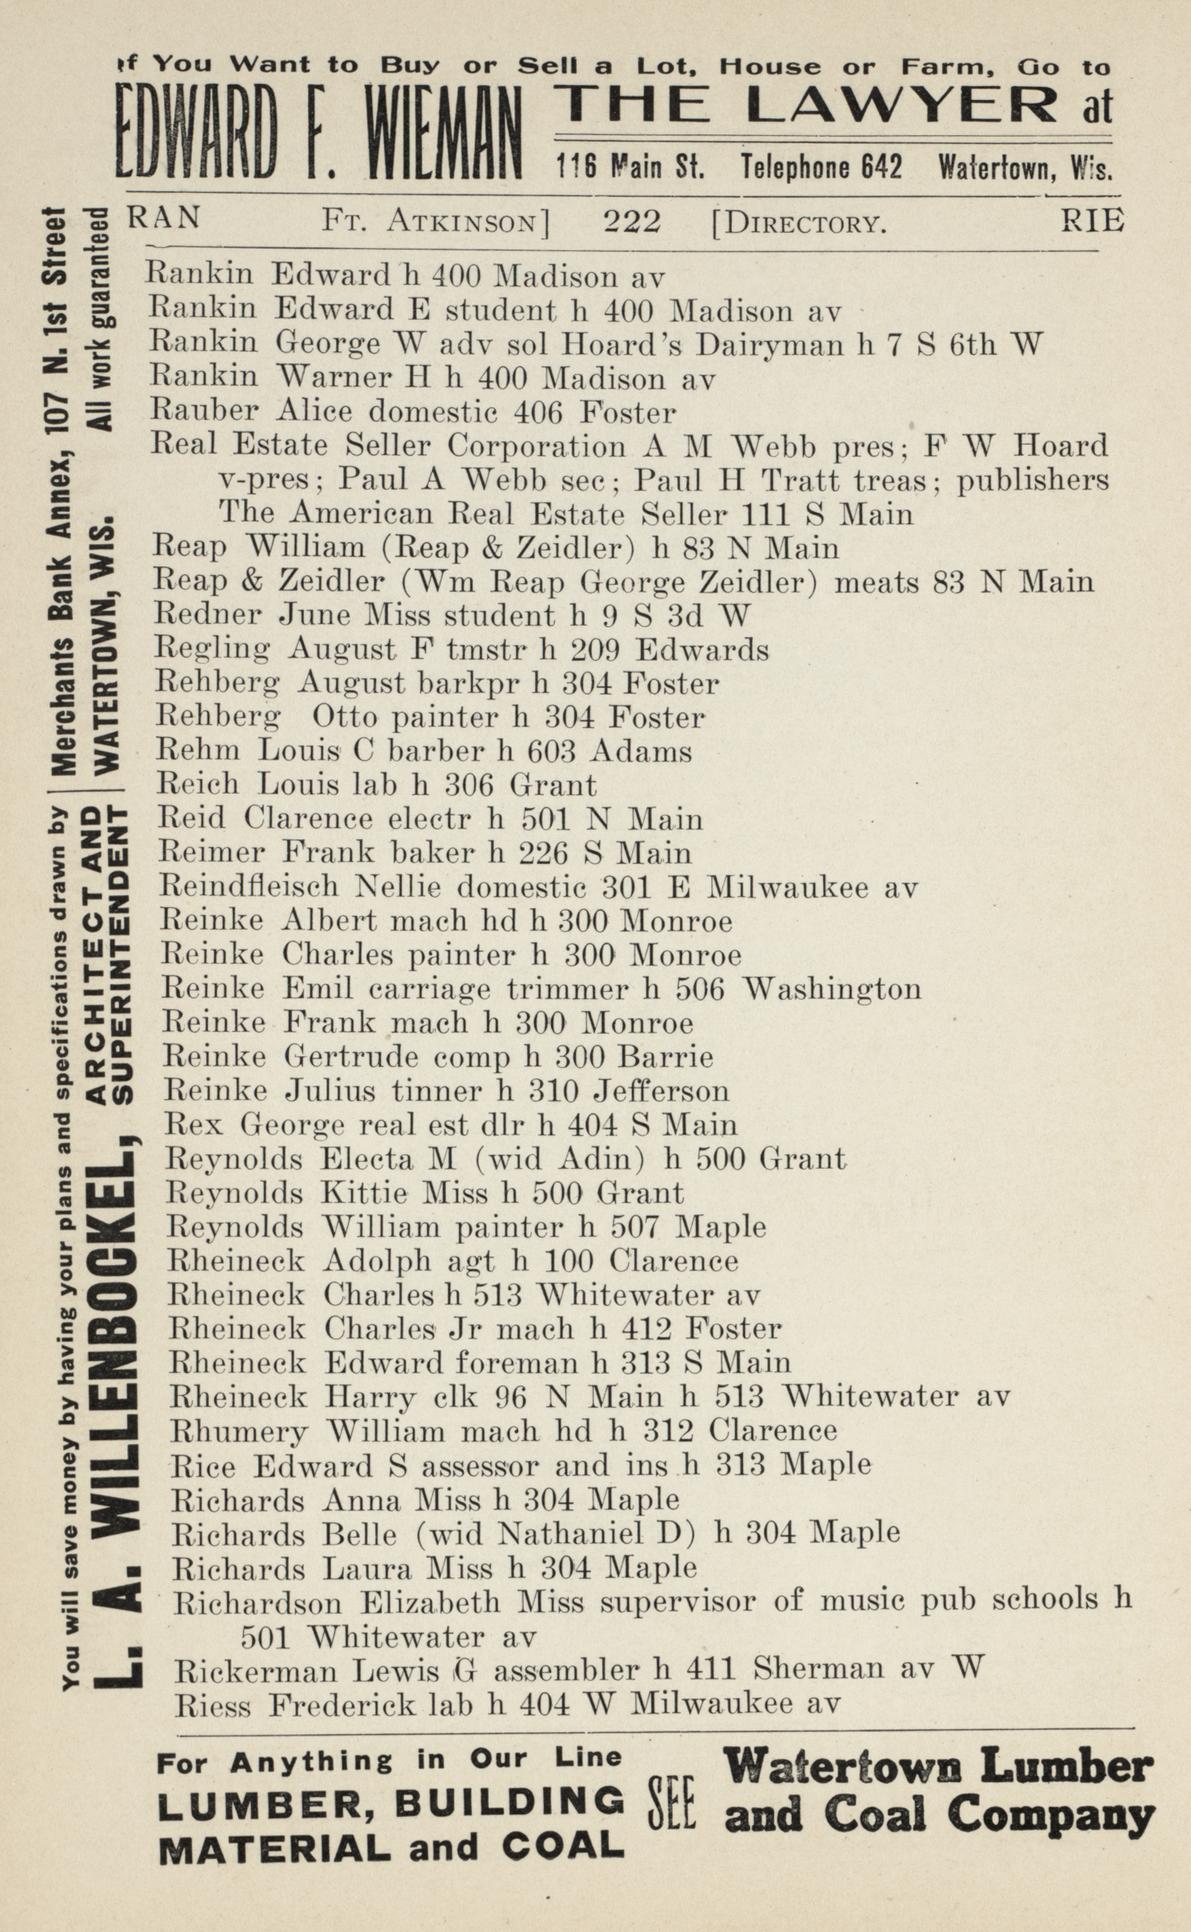 If You Want to Buy or Sell a Lot, House or Farm, Go to
EDWARD F. WIEMAN THE LAWYER at
116 Main St. Telephone 642 Watertown, Wis.
RAN FT. ATKINSON] 222 [DIRECTORY. RIE
Rankin Edward h 400 Madison av
Rankin Edward E student h 400 Madison av
Rankin George W adv sol Hoard's Dairyman h 7 S 6th W
Rankin Warner H h 400 Madison av
Rauber Alice domestic 406 Foster
Real Estate Seller Corporation A M Webb pres; F W Hoard
v-pres; Paul A Webb sec; Paul H Tratt treas; publishers
The American Real Estate Seller 111 S Main
Reap William (Reap & Zeidler) h 83 N Main
Reap & Zeidler (Wm Reap George Zeidler) meats 83 N Main
Redner June Miss student h 9 S 3d W
Regling August F tmstr h 209 Edwards
Rehberg August barkpr h 304 Foster
Rehberg Otto painter h 304 Foster
Rehm Louis C barber h 603 Adams
Reich Louis lab h 306 Grant
Reid Clarence electr h 501 N Main
Reimer Frank baker h 226 S Main
Reindfleisch Nellie domestic 301 E Milwaukee av
Reinke Albert mach hd h 300 Monroe
Reinke Charles painter h 300 Monroe
Reinke Emil carriage trimmer h 506 Washington
Reinke Frank mach h 300 Monroe
Reinke Gertrude comp h 300 Barrie
Reinke Julius tinner h 310 Jefferson
Rex George real est dlr h 404 S Main
Reynolds Electa M (wid Adin) h 500 Grant
Reynolds Kittie Miss h 500 Grant
Reynolds William painter h 507 Maple
Rheineck Adolph agt h 100 Clarence
Rheineck Charles h 513 Whitewater av
Rheineck Charles Jr mach h 412 Foster
Rheineck Edward foreman h 313 S Main
Rheineck Harry clk 96 N Main h 513 Whitewater av
Rhumery William mach hd h 312 Clarence
Rice Edward S assessor and ins h 313 Maple
Richards Anna Miss h 304 Maple
Richards Belle (wid Nathaniel D) h 304 Maple
Richards Laura Miss h 304 Maple
Richardson Elizabeth Miss supervisor of music pub schools h
501 Whitewater av
Rickerman Lewis G assembler h 411 Sherman av W
Riess Frederick lab h 404 W Milwaukee av
You will save money by having your plans and specifications drawn by
L. A. WILLENBOCKEL, ARCHITECT AND
SUPERINTENDENT
Merchants Bank Annex, 107 N. 1st Street
WATERTOWN, WIS. All work guaranteed
For Anything in Our Line
LUMBER, BUILDING
MATERIAL and COAL
SEE
Watertown Lumber
and Coal Company